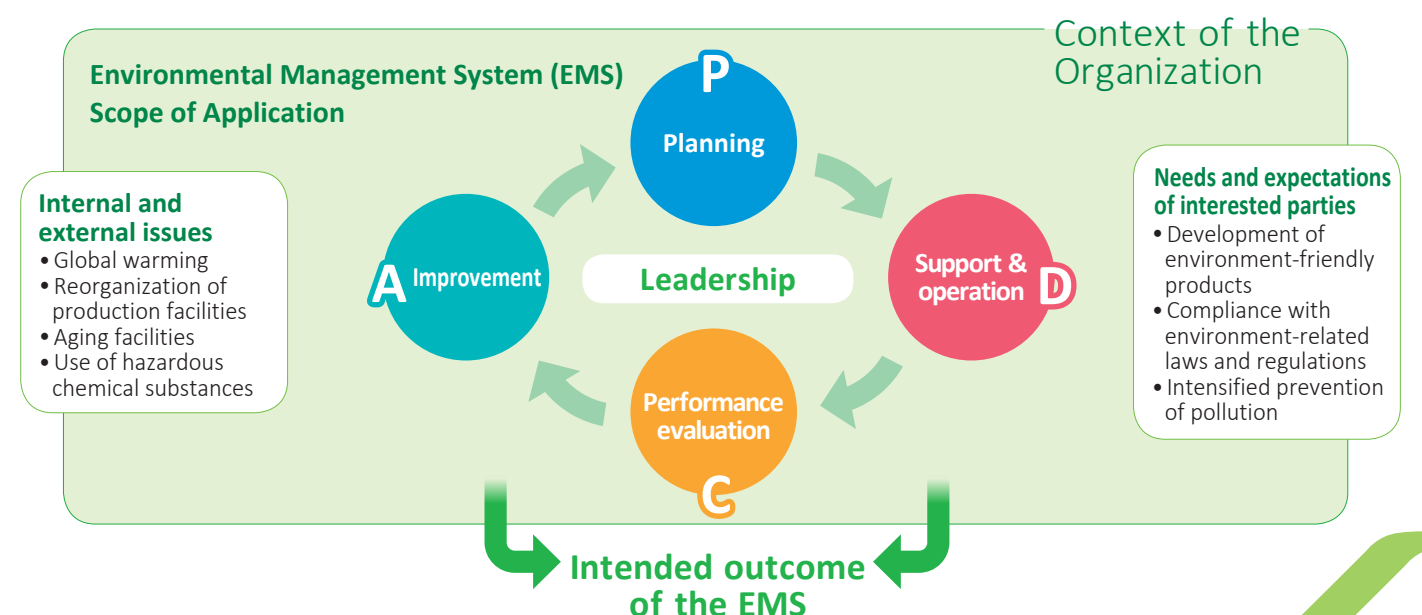 Context of the
Organization
Environmental Management System (EMS)
Scope of Application
Internal and
external issues
•Global warming
•Reorganization of
production facilities
•Aging facilities
•Use of hazardous
chemical substances
P
Planning
A Improvement
Leadership
Support &
operation D
Performance
evaluation
C
Needs and expectations
of interested parties
•Development of
environment-friendly
products
•Compliance with
environment-related
laws and regulations
•Intensified prevention
of pollution
Intended outcome
of the EMS